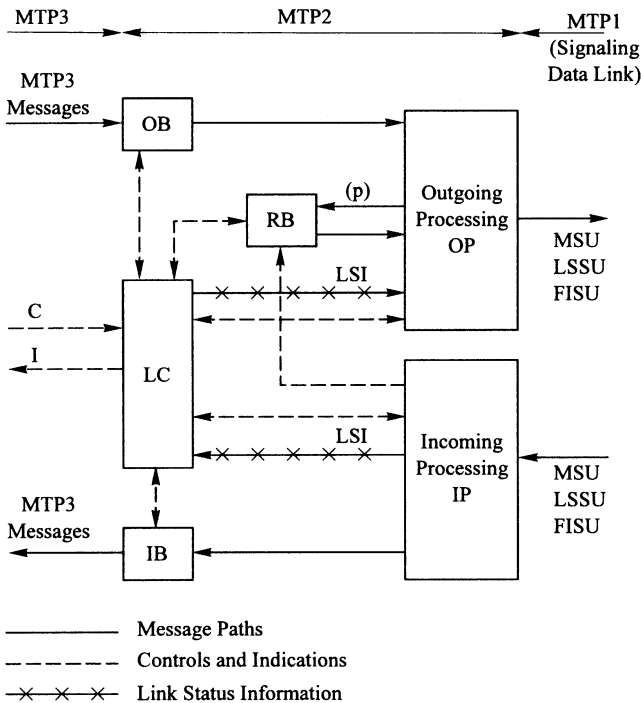 MTP3
MTP2
MTP1
(Signaling
Data Link)
MTP3
Messages
OB
Outgoing
Processing
OP
(p)
RB
MSU
LSSU
FISU
LSI
C
I
LC
LSI
Incoming
Processing
IP
MSU
LSSU
FISU
MTP3
Messages
IB
Message Paths
Controls and Indications
Link Status Information